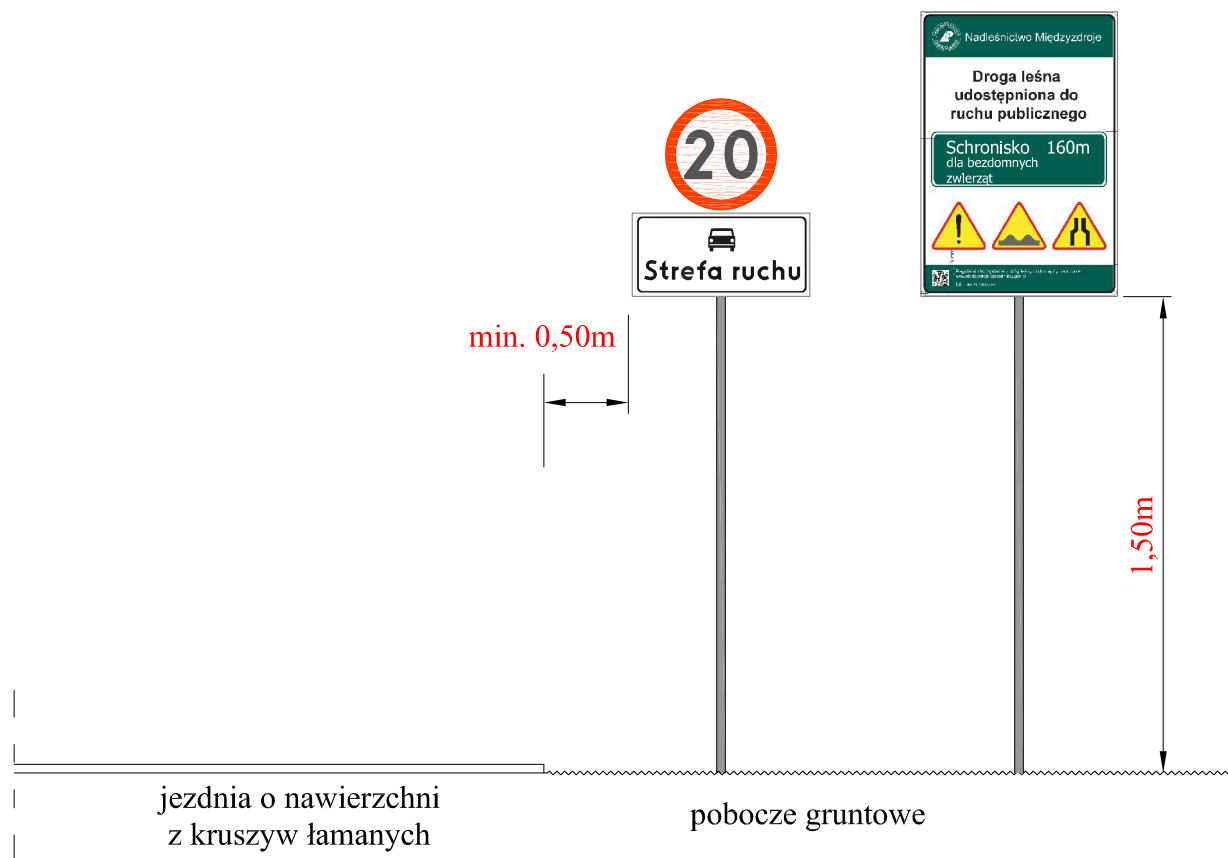 Nadleśnictwo Międzyzdroje
Droga leśna
udostępniona do
ruchu publicznego
Schronisko 160m
dla bezdomnych
zwierząt
20
Strefa ruchu
min. 0,50m
1,50m
jezdnia o nawierzchni
z kruszyw łamanych
pobocze gruntowe